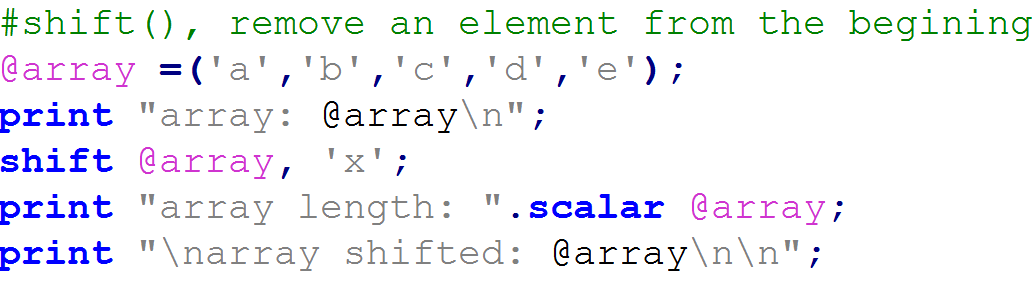 #shift(), remove an element from the begining
@array =('a','b','c','d','e');
print "array: @array\n";
shift @array, 'x';
print "array length: ".scalar @array;
print "\narray shifted: @array\n\n";